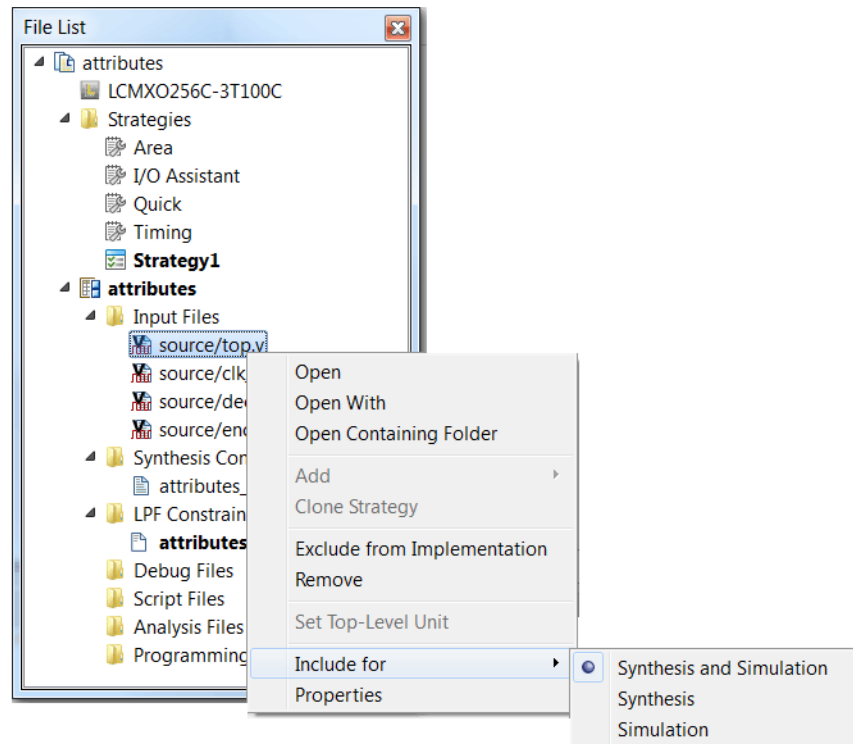 File List
attributes
LCMXO256C-3T100C
Strategies
Area
I/O Assistant
Quick
Timing
Strategy1
attributes
Input Files
source/top.v
source/clk_
source/de
source/en
Synthesis Con
attributes_
LPF Constrain
attributes
Debug Files
Script Files
Analysis Files
Programming
Open
Open With
Open Containing Folder
Add
Clone Strategy
Exclude from Implementation
Remove
Set Top-Level Unit
Include for
Properties
Synthesis and Simulation
Synthesis
Simulation